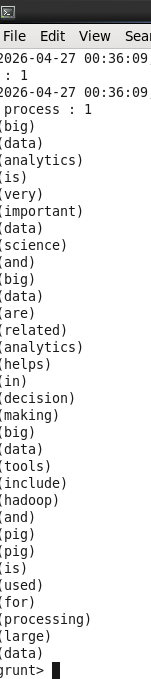 File Edit View Sear
2026-04-27 00:36:09,
: 1
2026-04-27 00:36:09,
process : 1
(big)
(data)
(analytics)
(is)
(very)
(important)
(data)
(science)
(and)
(big)
(data)
(are)
(related)
(analytics)
(helps)
(in)
(decision)
(making)
(big)
(data)
(tools)
(include)
(hadoop)
(and)
(pig)
(pig)
(is)
(used)
(for)
(processing)
(large)
(data)
grunt>